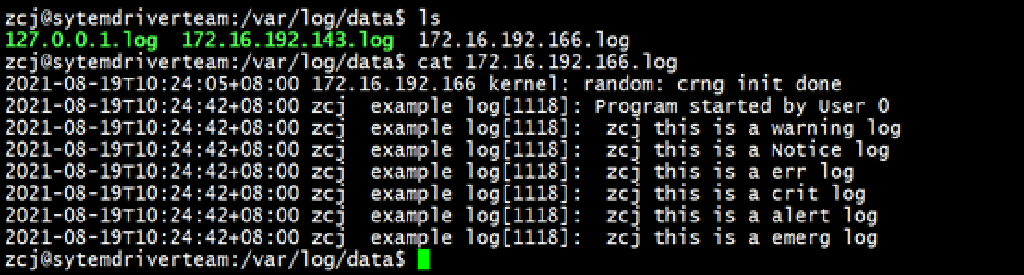 zcj@sytemdriverteam:/var/log/data$ ls
127.0.0.1.log  172.16.192.143.log  172.16.192.166.log
zcj@sytemdriverteam:/var/log/data$ cat 172.16.192.166.log
2021-08-19T10:24:05+08:00 172.16.192.166 kernel: random: crng init done
2021-08-19T10:24:42+08:00 zcj  example log[1118]: Program started by User 0
2021-08-19T10:24:42+08:00 zcj  example log[1118]:  zcj this is a warning log
2021-08-19T10:24:42+08:00 zcj  example log[1118]:  zcj this is a Notice log
2021-08-19T10:24:42+08:00 zcj  example log[1118]:  zcj this is a err log
2021-08-19T10:24:42+08:00 zcj  example log[1118]:  zcj this is a crit log
2021-08-19T10:24:42+08:00 zcj  example log[1118]:  zcj this is a alert log
2021-08-19T10:24:42+08:00 zcj  example log[1118]:  zcj this is a emerg log
zcj@sytemdriverteam:/var/log/data$